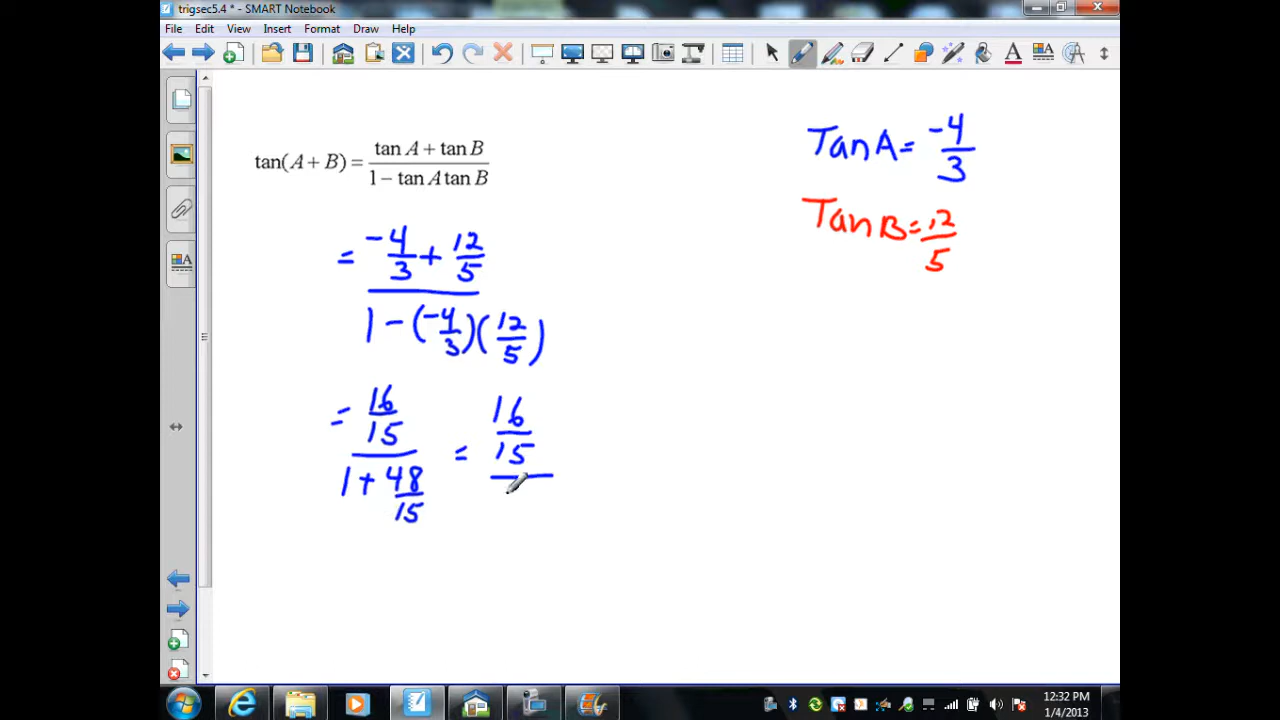 trigsec5.4 * - SMART Notebook
File Edit View Insert Format Draw Help
tan(A + B) = (tan A + tan B) / (1 − tan A tan B)
Tan A = -4/3
Tan B = 12/5
= (-4/3 + 12/5) / (1 - (-4/3)(12/5))
= (16/15) / (1 + 48/15) = 16/15
12:32 PM
1/4/2013